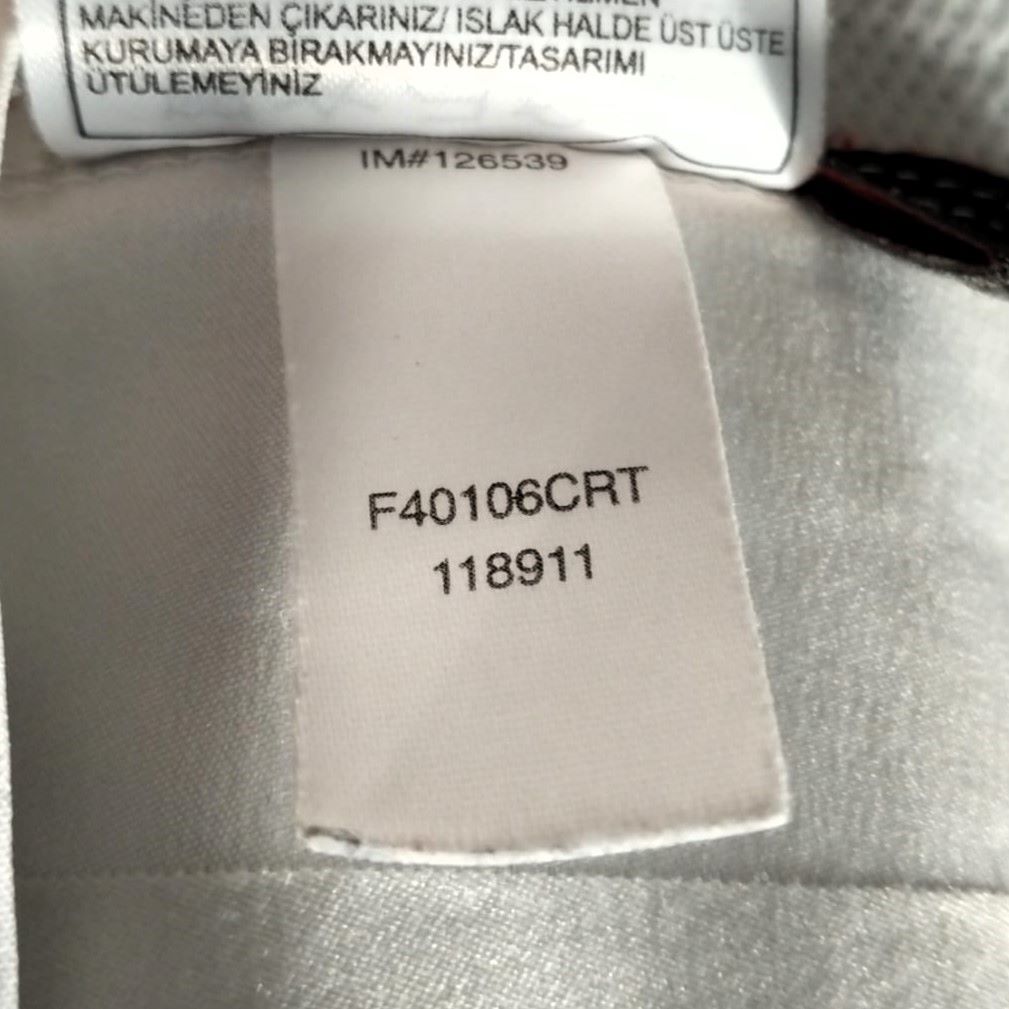 MAKİNEDEN ÇIKARINIZ/ ISLAK HALDE ÜST ÜSTE
KURUMAYA BIRAKMAYINIZ/TASARIMI
ÜTÜLEMEYİNİZ
IM#126539
F40106CRT
118911